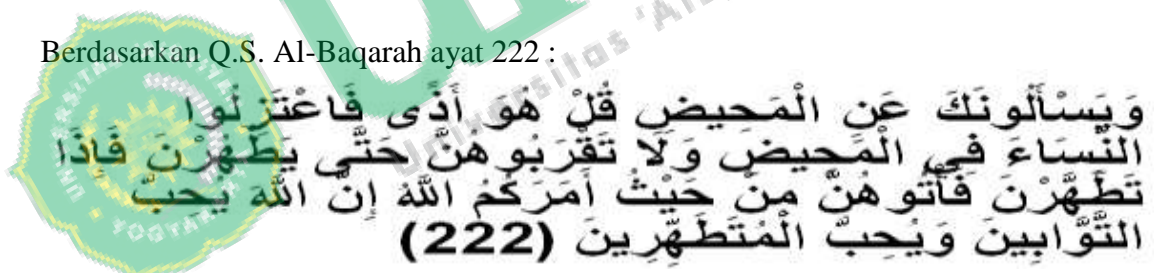 Berdasarkan Q.S. Al-Baqarah ayat 222 :
وَيَسْأَلُونَكَ عَنِ الْمَحِيضِ قُلْ هُوَ أَذًى فَاعْتَزِلُوا
النِّسَاءَ فِي الْمَحِيضِ وَلَا تَقْرَبُوهُنَّ حَتَّى يَطْهُرْنَ فَإِذَا
تَطَهَّرْنَ فَأْتُوهُنَّ مِنْ حَيْثُ أَمَرَكُمُ اللَّهُ إِنَّ اللَّهَ يُحِبُّ
التَّوَّابِينَ وَيُحِبُّ الْمُتَطَهِّرِينَ (222)
Universitas 'A